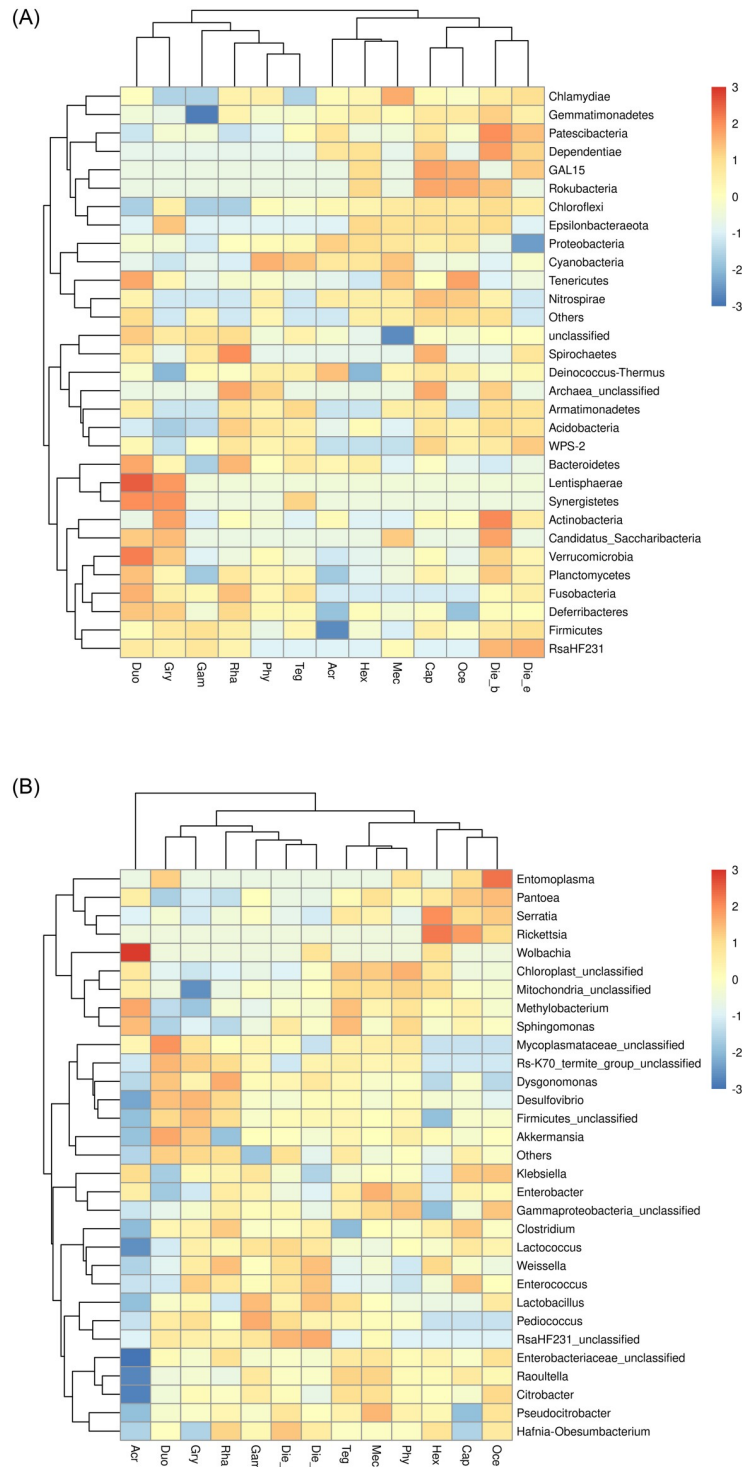 (A)
Chlamydiae
Gemmatimonadetes
Patescibacteria
Dependentiae
GAL15
Rokubacteria
Chloroflexi
Epsilonbacteraeota
Proteobacteria
Cyanobacteria
Tenericutes
Nitrospirae
Others
unclassified
Spirochaetes
Deinococcus-Thermus
Archaea_unclassified
Armatimonadetes
Acidobacteria
WPS-2
Bacteroidetes
Lentisphaerae
Synergistetes
Actinobacteria
Candidatus_Saccharibacteria
Verrucomicrobia
Planctomycetes
Fusobacteria
Deferribacteres
Firmicutes
RsaHF231
3
2
1
0
-1
-2
-3
Duo Gry Gam Rha Phy Teg Acr Hex Mec Cap Oce Die_b Die_e
(B)
Entomoplasma
Pantoea
Serratia
Rickettsia
Wolbachia
Chloroplast_unclassified
Mitochondria_unclassified
Methylobacterium
Sphingomonas
Mycoplasmataceae_unclassified
Rs-K70_termite_group_unclassified
Dysgonomonas
Desulfovibrio
Firmicutes_unclassified
Akkermansia
Others
Klebsiella
Enterobacter
Gammaproteobacteria_unclassified
Clostridium
Lactococcus
Weissella
Enterococcus
Lactobacillus
Pediococcus
RsaHF231_unclassified
Enterobacteriaceae_unclassified
Raoultella
Citrobacter
Pseudocitrobacter
Hafnia-Obesumbacterium
3
2
1
0
-1
-2
-3
Acr Duo Gry Rha Gam Die_ Die_ Teg Mec Phy Hex Cap Oce